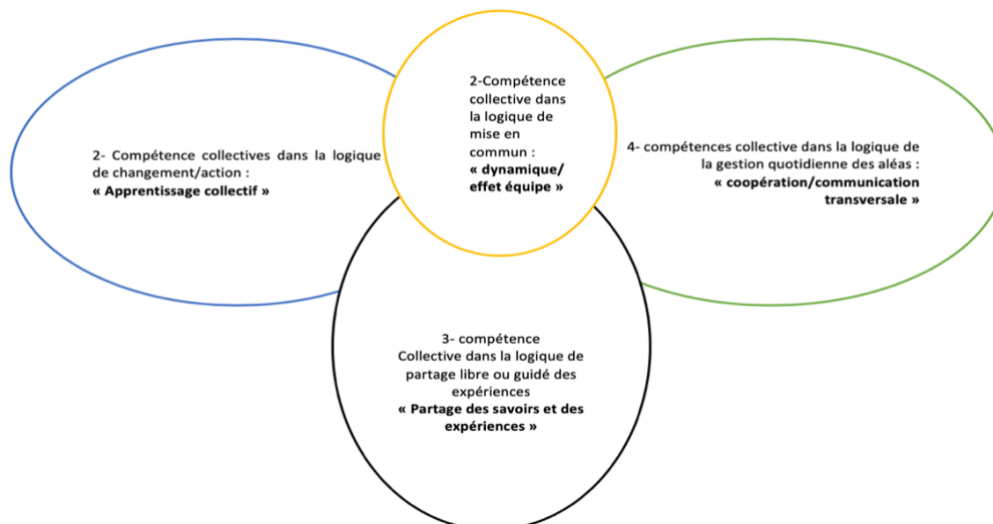 2-Compétence
collective dans
la logique de
mise en
commun :
« dynamique/
effet équipe »
2- Compétence collectives dans la logique
de changement/action :
« Apprentissage collectif »
4- compétences collective dans la logique de
la gestion quotidienne des aléas :
« coopération/communication
transversale »
3- compétence
Collective dans la logique de
partage libre ou guidé des
expériences
« Partage des savoirs et des
expériences »